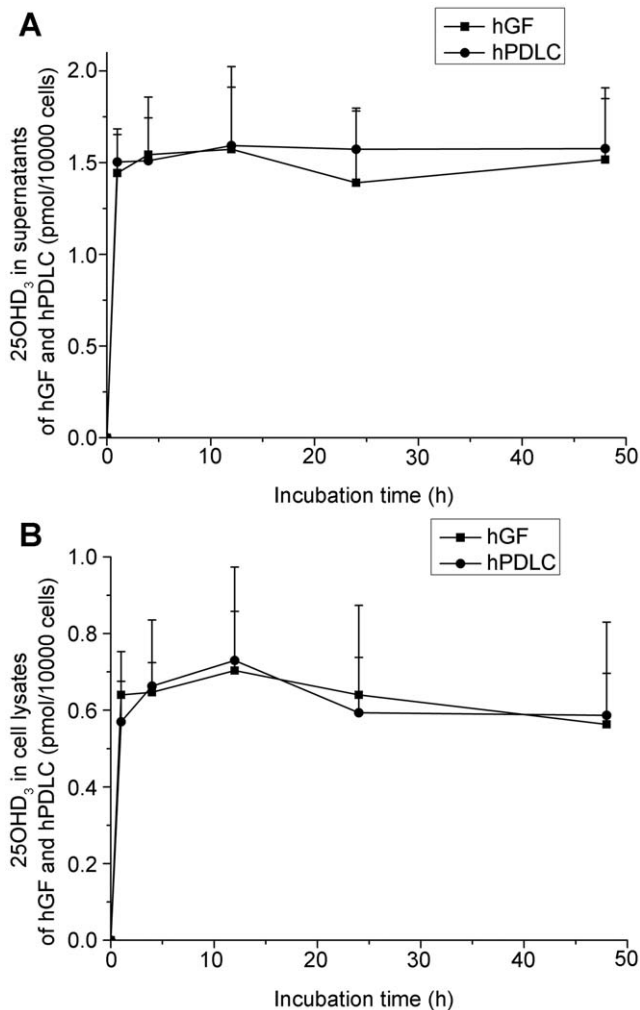 A
hGF
hPDLC
2.0
1.5
1.0
0.5
0.0
25OHD₃ in supernatants
of hGF and hPDLC (pmol/10000 cells)
0 10 20 30 40 50
Incubation time (h)
B
hGF
hPDLC
1.0
0.8
0.6
0.4
0.2
0.0
25OHD₃ in cell lysates
of hGF and hPDLC (pmol/10000 cells)
0 10 20 30 40 50
Incubation time (h)